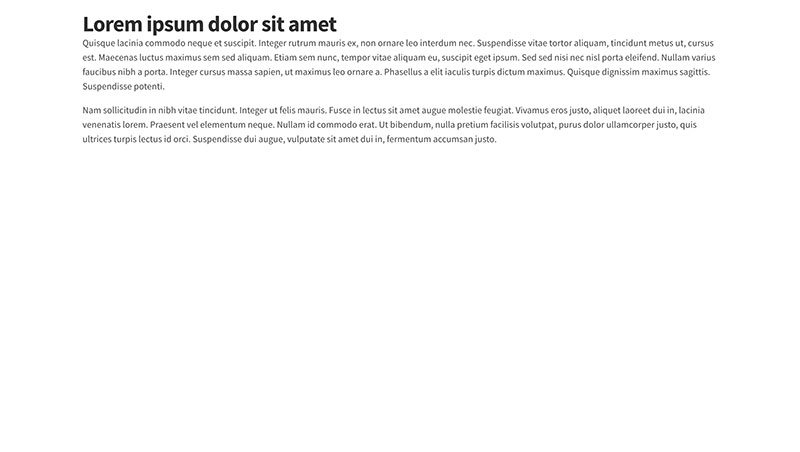 Lorem ipsum dolor sit amet
Quisque lacinia commodo neque et suscipit. Integer rutrum mauris ex, non ornare leo interdum nec. Suspendisse vitae tortor aliquam, tincidunt metus ut, cursus
est. Maecenas luctus maximus sem sed aliquam. Etiam sem nunc, tempor vitae aliquam eu, suscipit eget ipsum. Sed sed nisi nec nisl porta eleifend. Nullam varius
faucibus nibh a porta. Integer cursus massa sapien, ut maximus leo ornare a. Phasellus a elit iaculis turpis dictum maximus. Quisque dignissim maximus sagittis.
Suspendisse potenti.
Nam sollicitudin in nibh vitae tincidunt. Integer ut felis mauris. Fusce in lectus sit amet augue molestie feugiat. Vivamus eros justo, aliquet laoreet dui in, lacinia
venenatis lorem. Praesent vel elementum neque. Nullam id commodo erat. Ut bibendum, nulla pretium facilisis volutpat, purus dolor ullamcorper justo, quis
ultrices turpis lectus id orci. Suspendisse dui augue, vulputate sit amet dui in, fermentum accumsan justo.